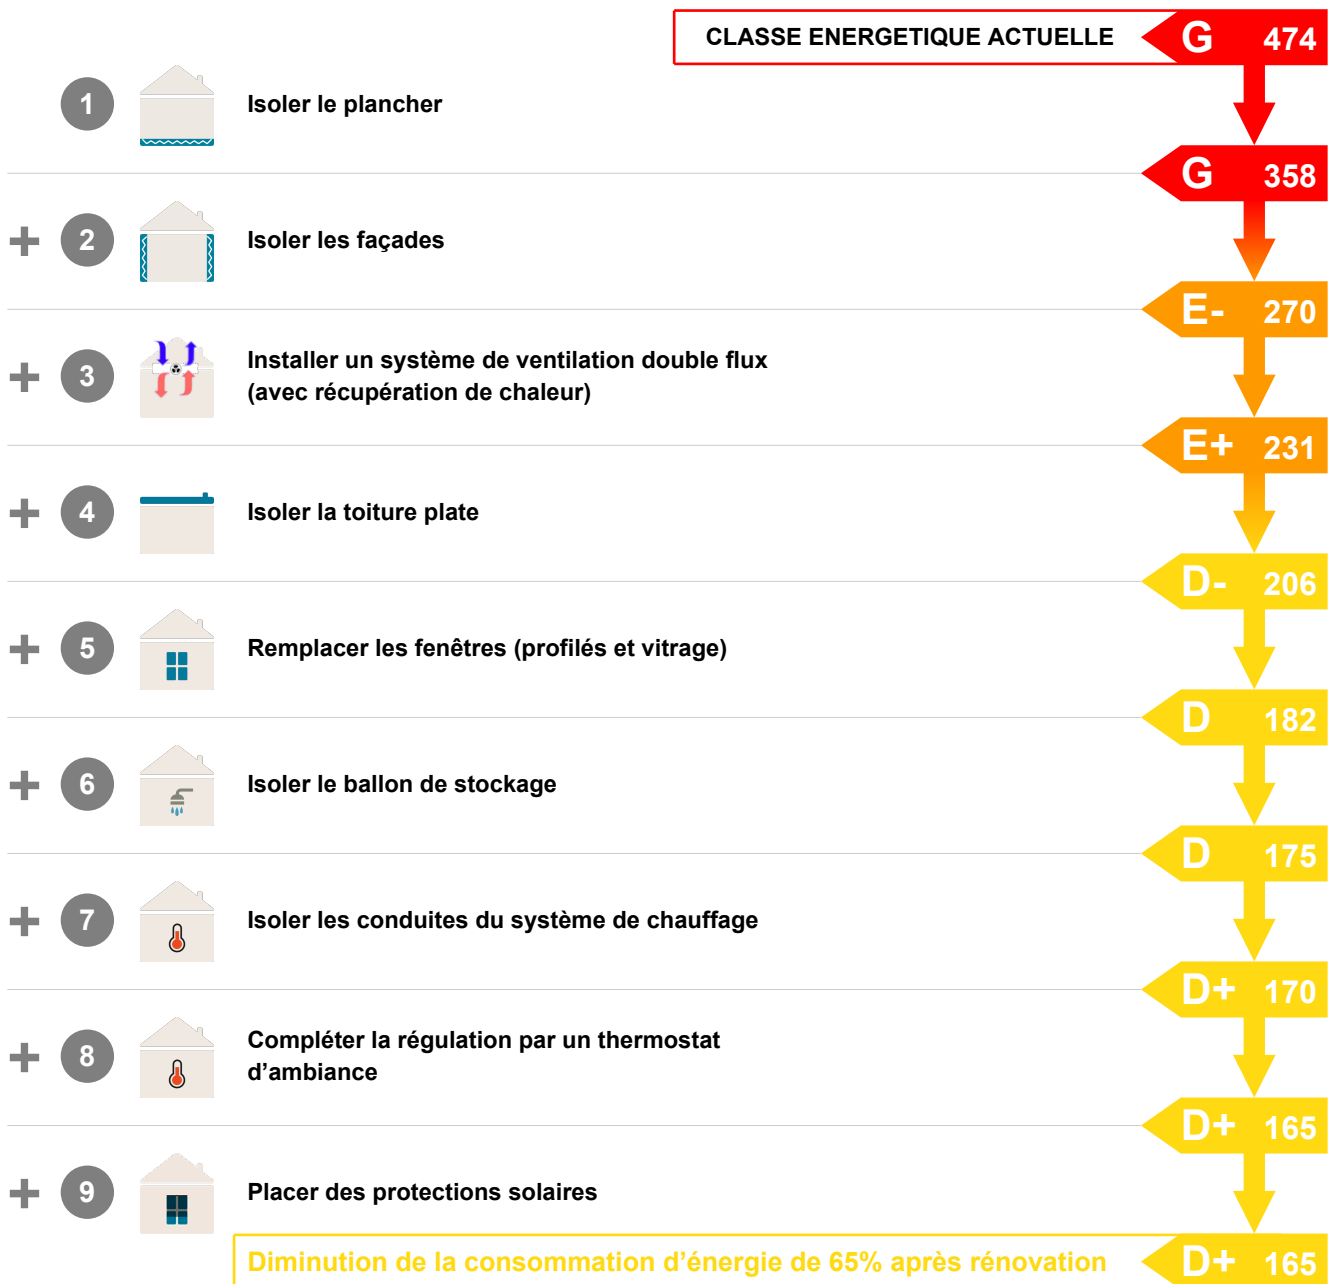 CLASSE ENERGETIQUE ACTUELLE G 474
1 Isoler le plancher
G 358
+ 2 Isoler les façades
E- 270
+ 3 Installer un système de ventilation double flux
(avec récupération de chaleur)
E+ 231
+ 4 Isoler la toiture plate
D- 206
+ 5 Remplacer les fenêtres (profilés et vitrage)
D 182
+ 6 Isoler le ballon de stockage
D 175
+ 7 Isoler les conduites du système de chauffage
D+ 170
+ 8 Compléter la régulation par un thermostat
d’ambiance
D+ 165
+ 9 Placer des protections solaires
Diminution de la consommation d’énergie de 65% après rénovation D+ 165